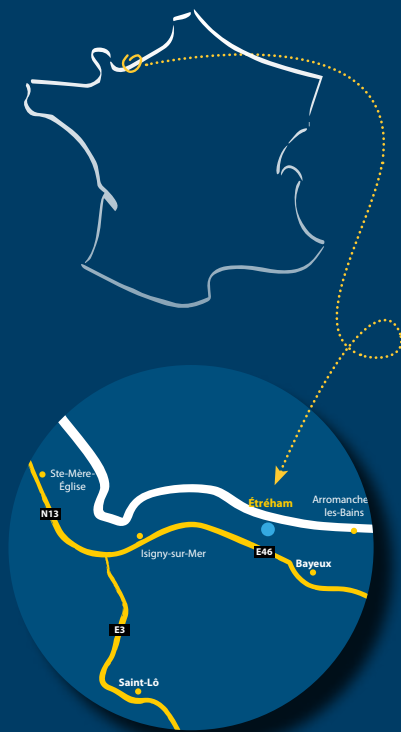 Ste-Mère-
Église
N13
Étréham
Arromanche
les-Bains
Isigny-sur-Mer
E46
Bayeux
E3
Saint-Lô